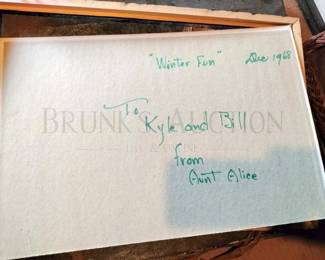 "Winter Fun" Dec 1968
To
Kyle and Bill
from
Aunt Alice
BRUNK'S AUCTION